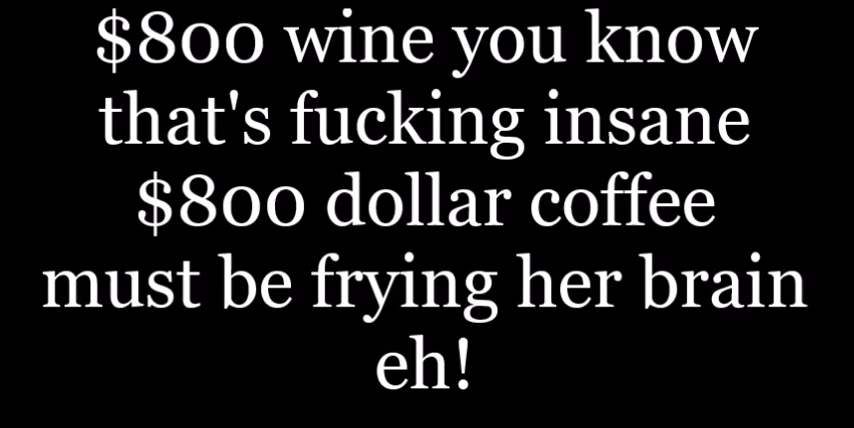 $800 wine you know
that's fucking insane
$800 dollar coffee
must be frying her brain
eh!